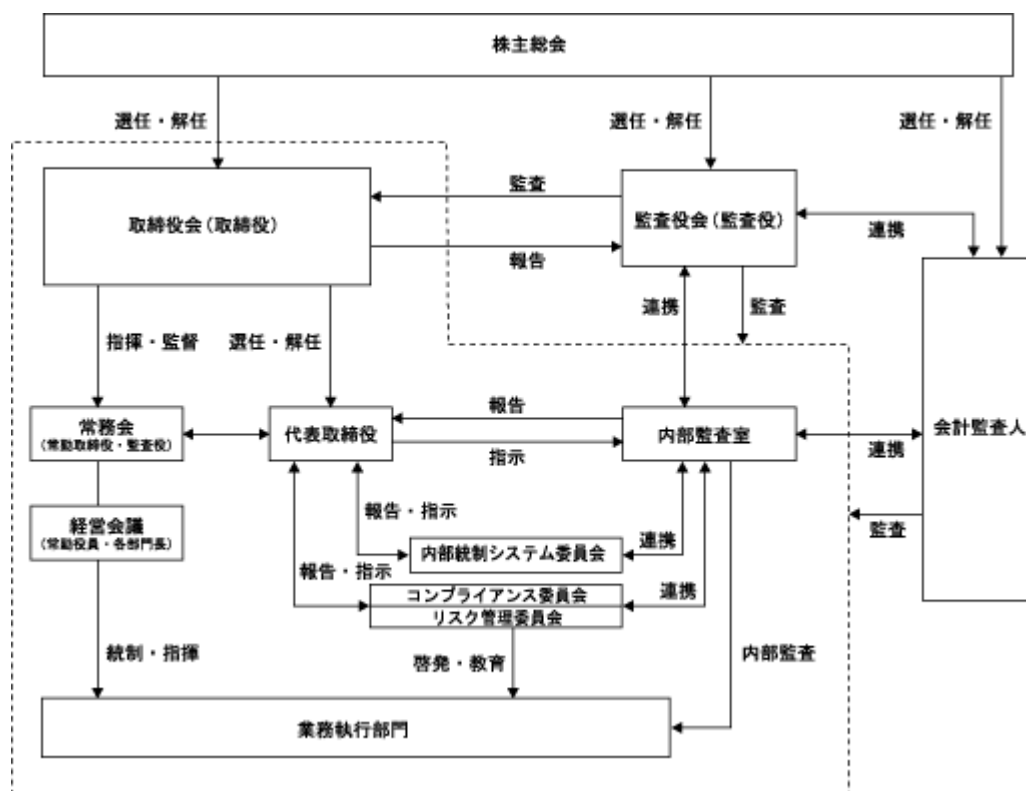 株主総会
選任・解任
選任・解任
選任・解任
取締役会（取締役）
監査
報告
監査役会（監査役）
連携
連携
監査
指揮・監督
選任・解任
常務会
（常勤取締役・監査役）
代表取締役
報告
指示
内部監査室
連携
会計監査人
経営会議
（常勤役員・各部門長）
報告・指示
内部統制システム委員会
連携
監査
報告・指示
コンプライアンス委員会
リスク管理委員会
連携
統制・指揮
啓発・教育
内部監査
業務執行部門